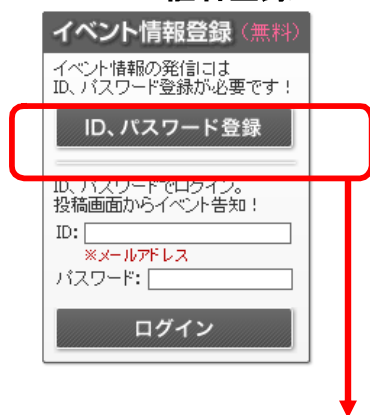 イベント情報登録（無料）
イベント情報の発信には
ID、パスワード登録が必要です！
ID、パスワード登録
ID、パスワードでログイン。
投稿画面からイベント告知！
ID:
※メールアドレス
パスワード:
ログイン